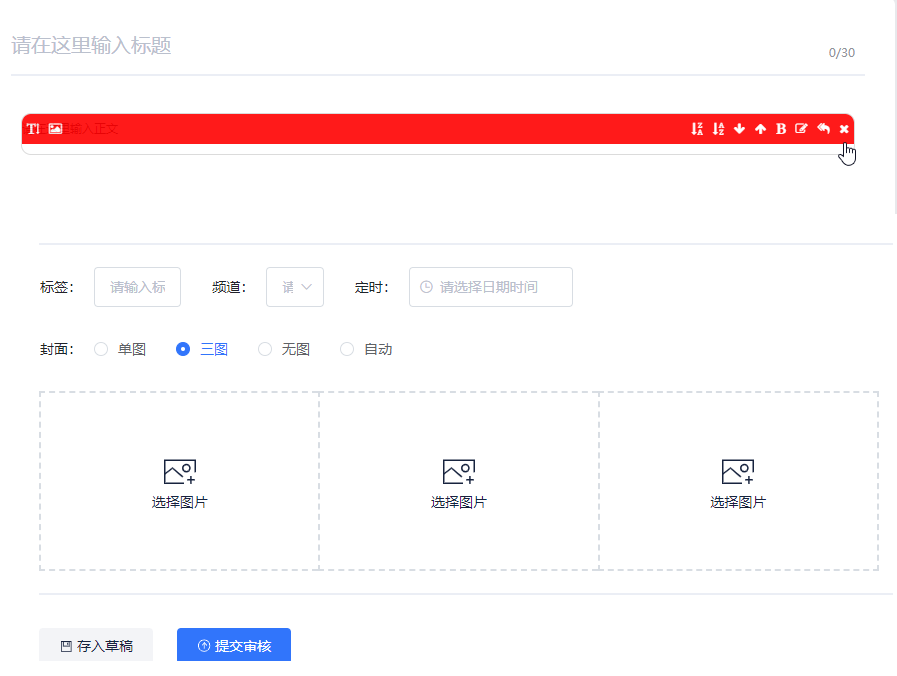 请在这里输入标题
0/30
里输入正文
标签： 请输入标 频道： 请 定时： 请选择日期时间
封面： 单图 三图 无图 自动
选择图片 选择图片 选择图片
存入草稿 提交审核